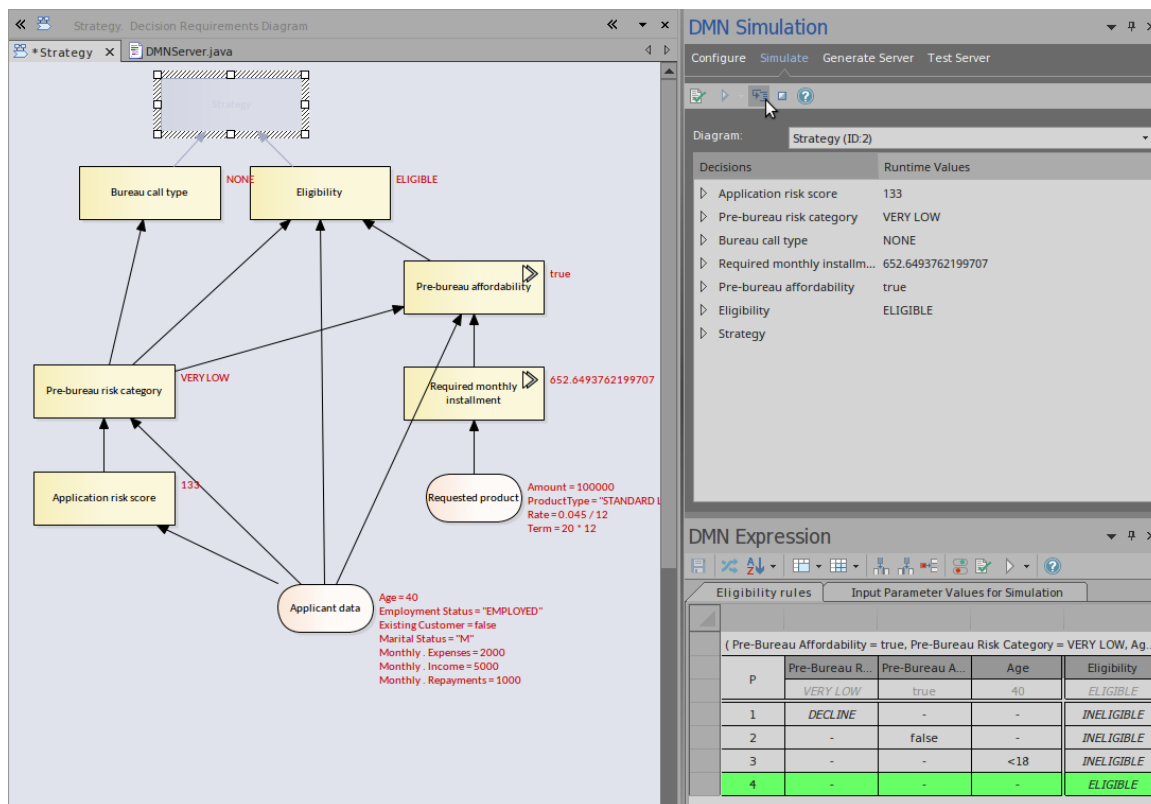 Strategy. Decision Requirements Diagram
*Strategy
DMNServer.java
Strategy
Bureau call type
NONE
Eligibility
ELIGIBLE
Pre-bureau affordability
true
Pre-bureau risk category
VERY LOW
Required monthly
installment
652.6493762199707
Application risk score
133
Requested product
Amount = 100000
ProductType = "STANDARD L
Rate = 0.045 / 12
Term = 20 * 12
Applicant data
Age = 40
Employment Status = "EMPLOYED"
Existing Customer = false
Marital Status = "M"
Monthly . Expenses = 2000
Monthly . Income = 5000
Monthly . Repayments = 1000
DMN Simulation
Configure Simulate Generate Server Test Server
Diagram: Strategy (ID:2)
Decisions Runtime Values
Application risk score 133
Pre-bureau risk category VERY LOW
Bureau call type NONE
Required monthly installm... 652.6493762199707
Pre-bureau affordability true
Eligibility ELIGIBLE
Strategy
DMN Expression
Eligibility rules Input Parameter Values for Simulation
( Pre-Bureau Affordability = true, Pre-Bureau Risk Category = VERY LOW, Ag...
P Pre-Bureau R... Pre-Bureau A... Age Eligibility
VERY LOW true 40 ELIGIBLE
1 DECLINE - - INELIGIBLE
2 - false - INELIGIBLE
3 - - <18 INELIGIBLE
4 - - - ELIGIBLE